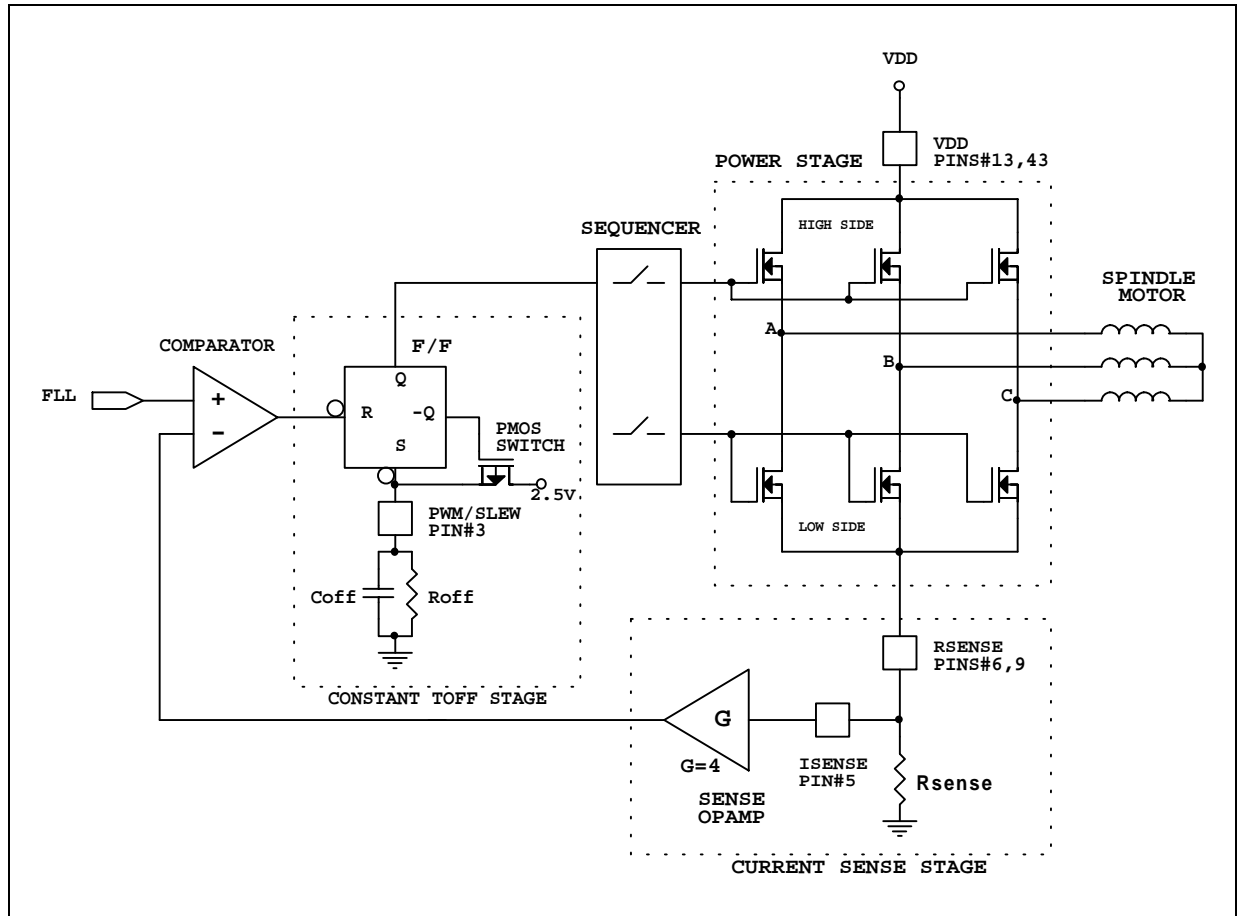 VDD
VDD
PINS#13,43
POWER STAGE
HIGH SIDE
SEQUENCER
SPINDLE
MOTOR
A
B
C
COMPARATOR
F/F
FLL
+
-
Q
R
-Q
S
PMOS
SWITCH
2.5V
PWM/SLEW
PIN#3
LOW SIDE
Coff
Roff
CONSTANT TOFF STAGE
RSENSE
PINS#6,9
G
G=4
SENSE
OPAMP
ISENSE
PIN#5
Rsense
CURRENT SENSE STAGE